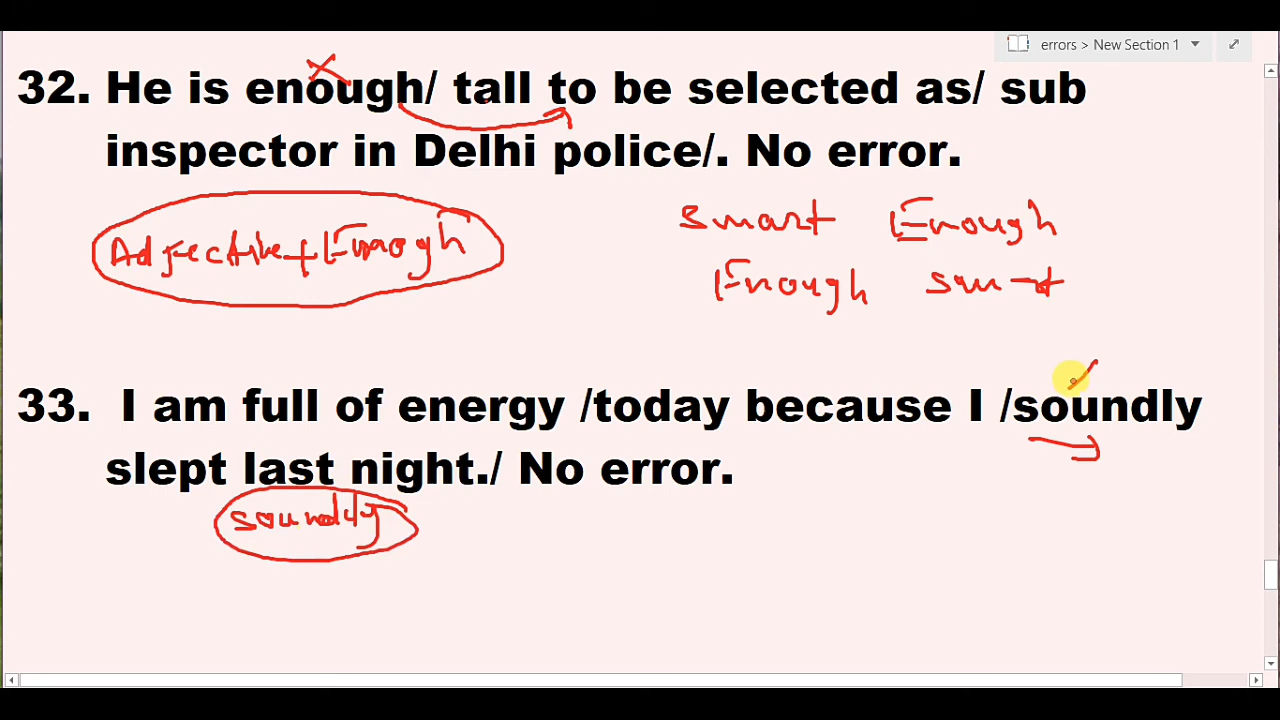 errors > New Section 1
32. He is enough/ tall to be selected as/ sub
inspector in Delhi police/. No error.
Adjective + Enough
Smart Enough
Enough
33. I am full of energy /today because I /soundly
slept last night./ No error.
soundly